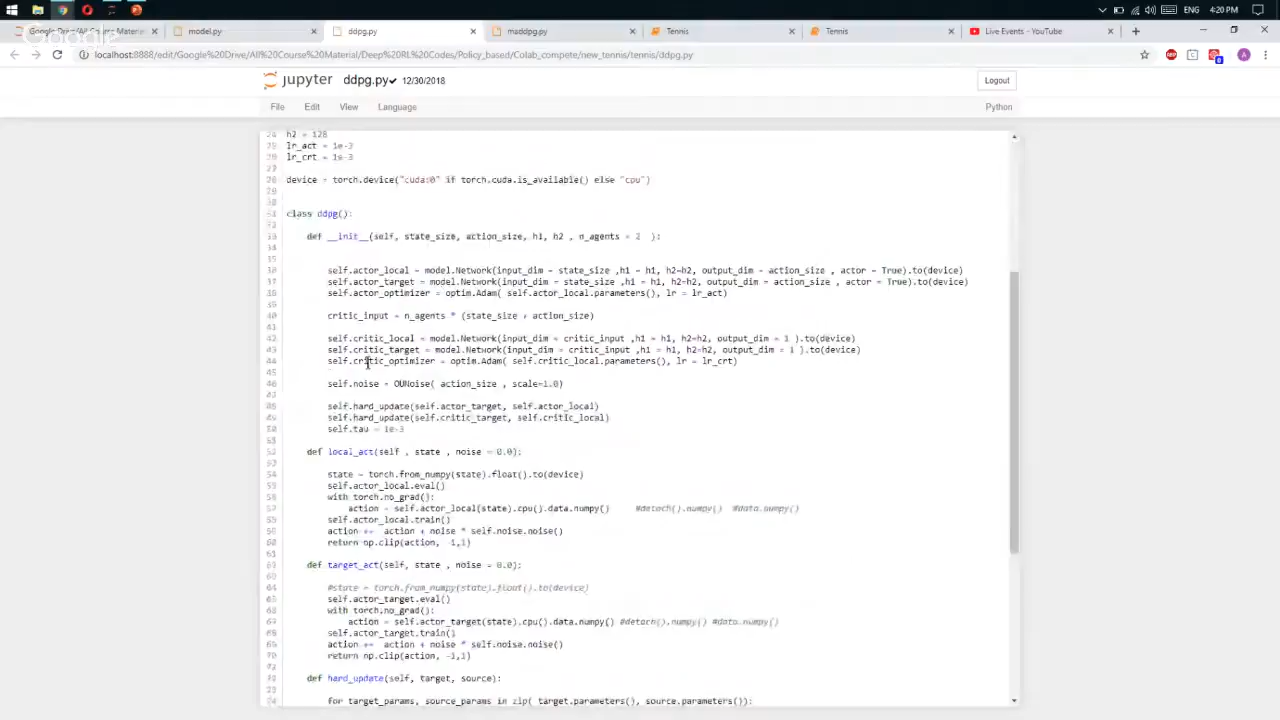 ENG 4:20 PM
Google Drive/All Course Materia
model.py
ddpg.py
maddpg.py
Tennis
Tennis
Live Events - YouTube
localhost:8888/edit/Google%20Drive/All%20Course%20Material/Deep%20RL%20Codes/Policy_based/Colab_compete/new_tennis/tennis/ddpg.py
jupyter ddpg.py 12/30/2018
Logout
File Edit View Language
Python
h2 = 128
lr_act = 1e-3
lr_crt = 1e-3
device = torch.device("cuda:0" if torch.cuda.is_available() else "cpu")
class ddpg():
def __init__(self, state_size, action_size, h1, h2 , n_agents = 2 ):
self.actor_local = model.Network(input_dim = state_size ,h1 = h1, h2=h2, output_dim = action_size , actor = True).to(device)
self.actor_target = model.Network(input_dim = state_size ,h1 = h1, h2=h2, output_dim = action_size , actor = True).to(device)
self.actor_optimizer = optim.Adam( self.actor_local.parameters(), lr = lr_act)
critic_input = n_agents * (state_size + action_size)
self.critic_local = model.Network(input_dim = critic_input ,h1 = h1, h2=h2, output_dim = 1 ).to(device)
self.critic_target = model.Network(input_dim = critic_input ,h1 = h1, h2=h2, output_dim = 1 ).to(device)
self.critic_optimizer = optim.Adam( self.critic_local.parameters(), lr = lr_crt)
self.noise = OUNoise( action_size , scale=1.0)
self.hard_update(self.actor_target, self.actor_local)
self.hard_update(self.critic_target, self.critic_local)
self.tau = 1e-3
def local_act(self , state , noise = 0.0):
state = torch.from_numpy(state).float().to(device)
self.actor_local.eval()
with torch.no_grad():
action = self.actor_local(state).cpu().data.numpy() #detach().numpy() #data.numpy()
self.actor_local.train()
action += action + noise * self.noise.noise()
return np.clip(action, -1,1)
def target_act(self, state , noise = 0.0):
#state = torch.from_numpy(state).float().to(device)
self.actor_target.eval()
with torch.no_grad():
action = self.actor_target(state).cpu().data.numpy() #detach().numpy() #data.numpy()
self.actor_target.train()
action += action + noise * self.noise.noise()
return np.clip(action, -1,1)
def hard_update(self, target, source):
for target_params, source_params in zip( target.parameters(), source.parameters()):